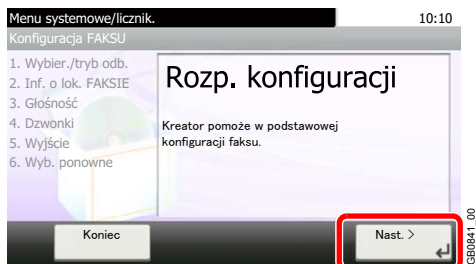 Menu systemowe/licznik. 10:10
Konfiguracja FAKSU
1. Wybier./tryb odb.
2. Inf. o lok. FAKSIE
3. Głośność
4. Dzwonki
5. Wyjście
6. Wyb. ponowne
Rozp. konfiguracji
Kreator pomoże w podstawowej
konfiguracji faksu.
Koniec
Nast. >
GB0841_00